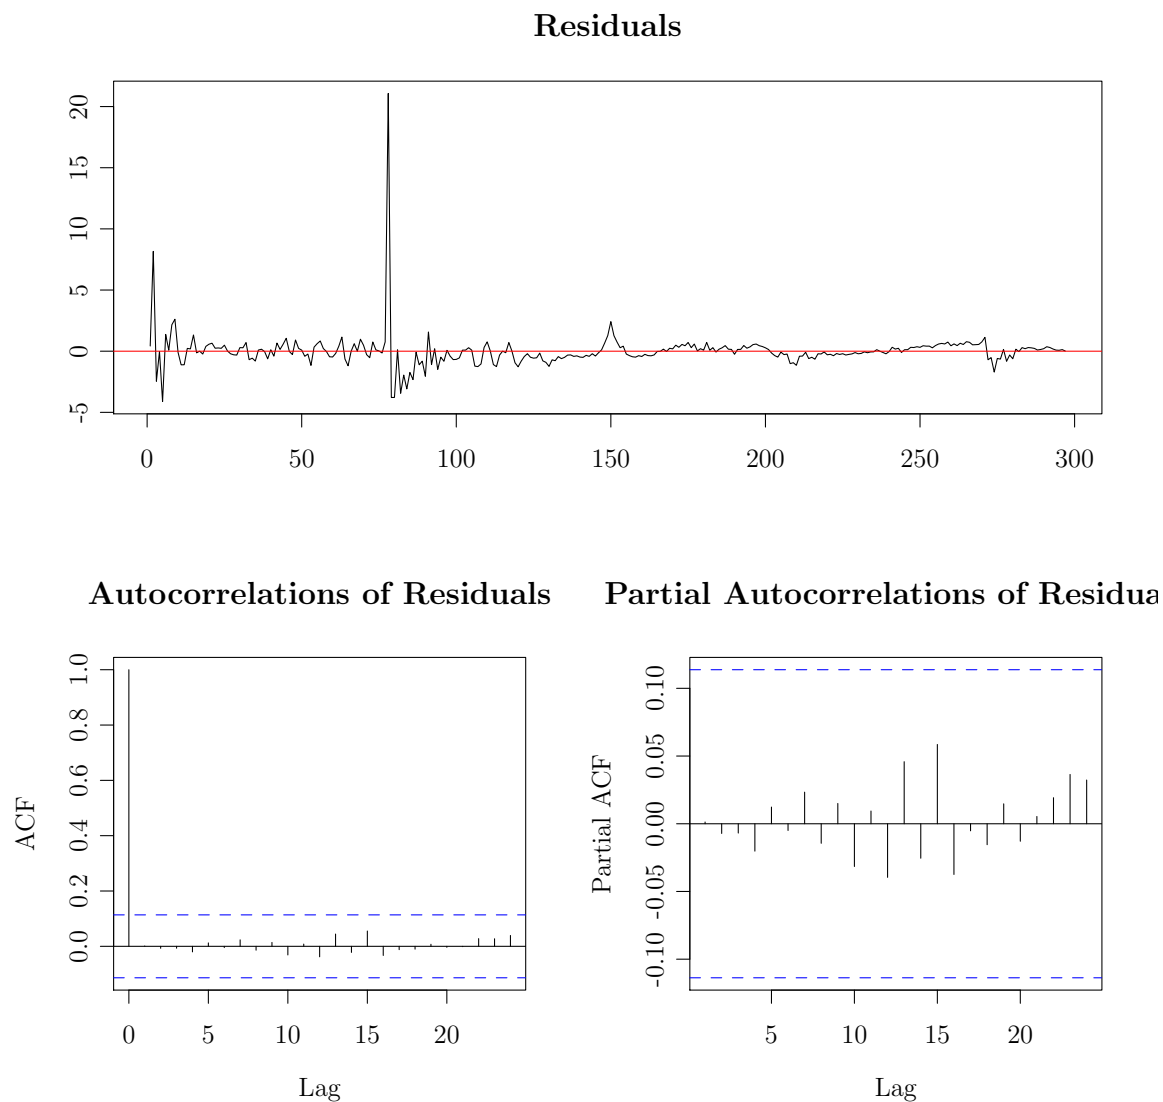 Residuals
20
15
10
5
0
-5
0 50 100 150 200 250 300
Autocorrelations of Residuals
ACF
1.0
0.8
0.6
0.4
0.2
0.0
0 5 10 15 20
Lag
Partial Autocorrelations of Residua
Partial ACF
0.10
0.05
0.00
-0.05
-0.10
5 10 15 20
Lag